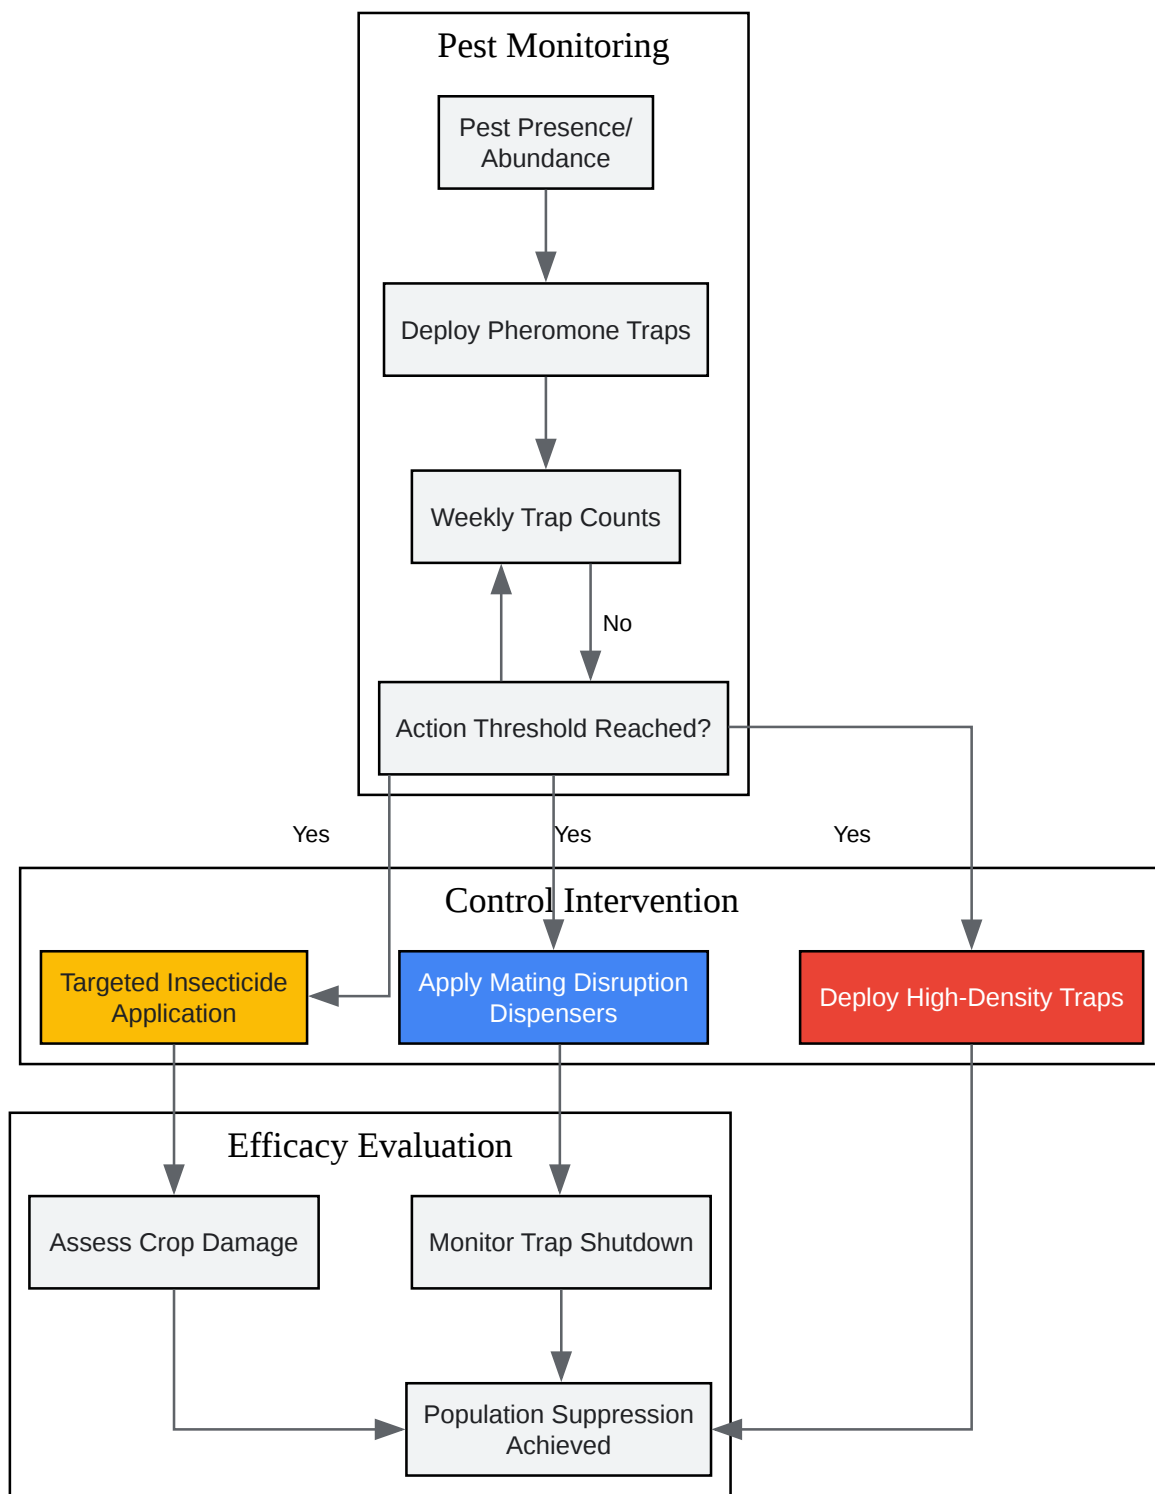 Pest Monitoring
Pest Presence/
Abundance
Deploy Pheromone Traps
Weekly Trap Counts
No
Action Threshold Reached?
Yes
Yes
Yes
Control Intervention
Targeted Insecticide
Application
Apply Mating Disruption
Dispensers
Deploy High-Density Traps
Efficacy Evaluation
Assess Crop Damage
Monitor Trap Shutdown
Population Suppression
Achieved